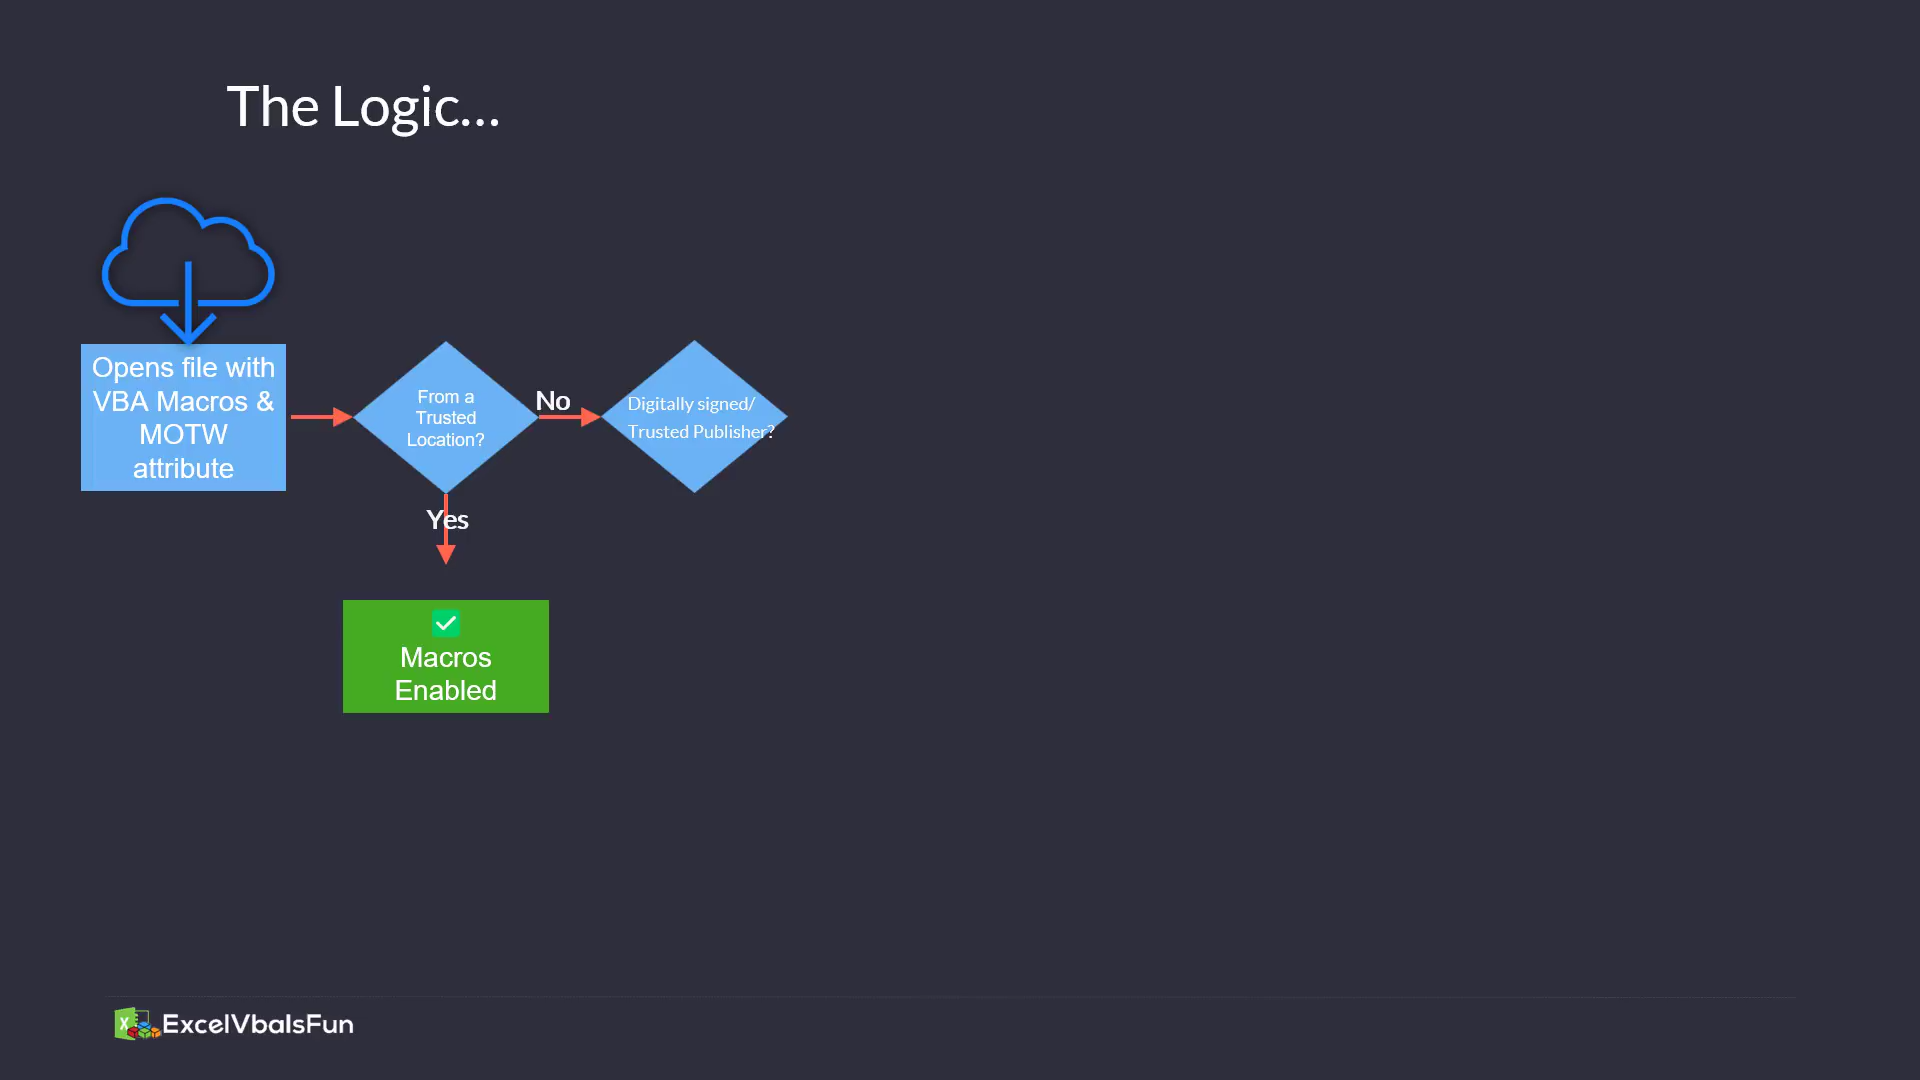 The Logic...
Opens file with
VBA Macros &
MOTW
attribute
From a
Trusted
Location?
No
Digitally signed/
Trusted Publisher?
Yes
Macros
Enabled
X
ExcelVbaIsFun